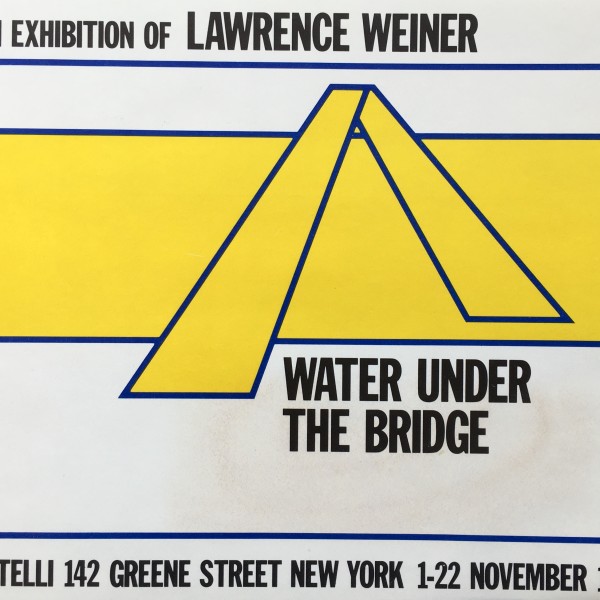 EXHIBITION OF LAWRENCE WEINER
WATER UNDER
THE BRIDGE
TELLI 142 GREENE STREET NEW YORK 1-22 NOVEMBER